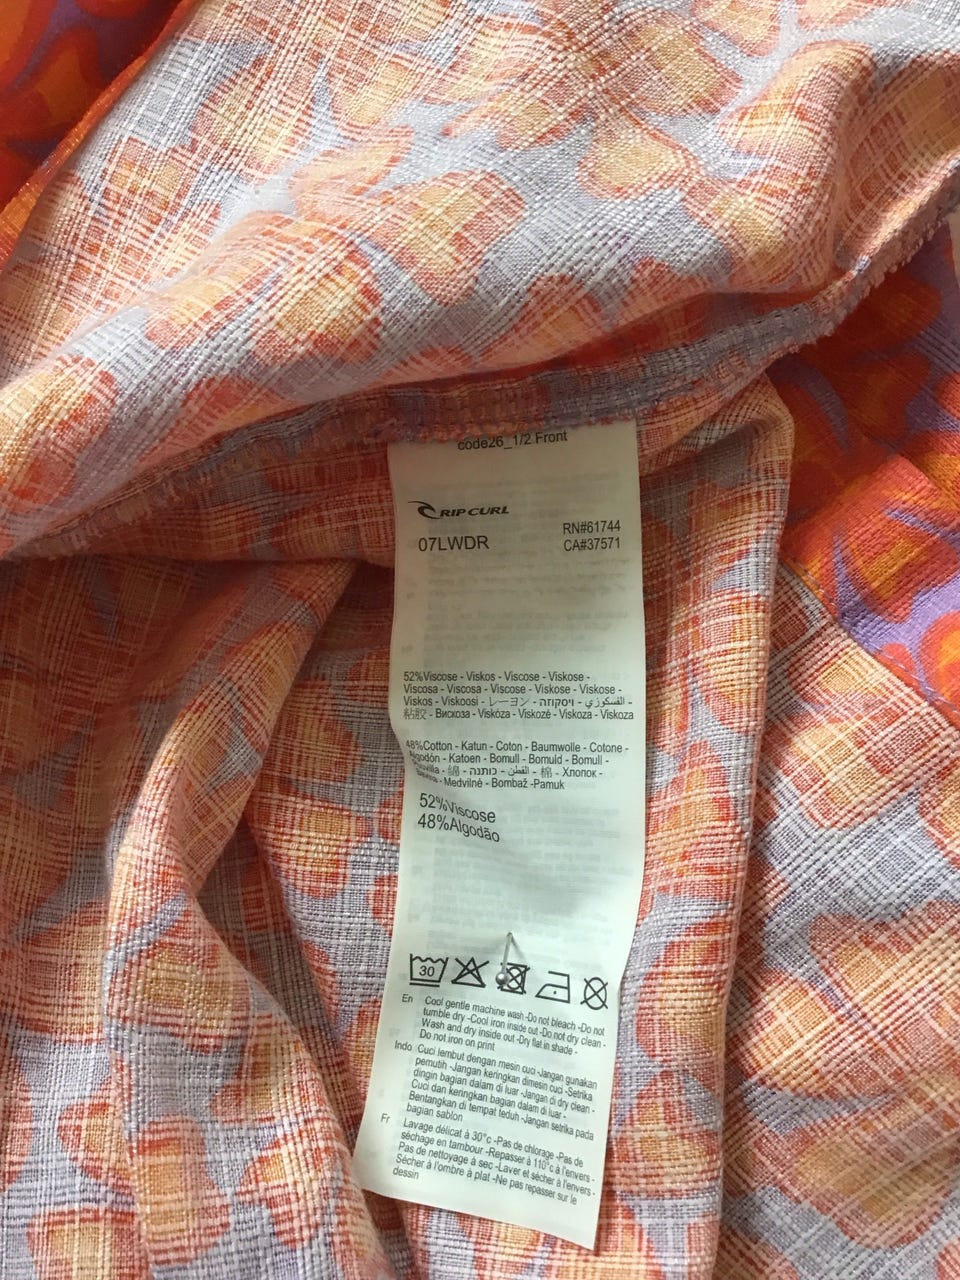 code26_1/2 Front
RIP CURL
RN#61744
07LWDR
CA#37571
52%Viscose - Viskos - Viscose - Viskose -
Viscosa - Viscosa - Viscose - Viskose - Viskose -
Viskos - Viskoosi - レーヨン - ויסקוזה - الفسكوزي -
粘胶 - Вискоза - Viskóza - Viskozė - Viskoza - Viscoza
48%Cotton - Katun - Coton - Baumwolle - Cotone -
Algodón - Katoen - Bomull - Bomuld - Bomull -
- 綿 - כותנה - القطن - 棉 - Хлопок -
- Medvilnė - Bombaž -Pamuk
52%Viscose
48%Algodão
30
En Cool gentle machine wash -Do not bleach -Do not
tumble dry -Cool iron inside out -Do not dry clean -
Wash and dry inside out -Dry flat in shade -
Do not iron on print
Indo Cuci lembut dengan mesin cuci -Jangan gunakan
pemutih -Jangan keringkan dimesin cuci -Setrika
dingin bagian dalam di luar -Jangan di dry clean -
Cuci dan keringkan bagian dalam di luar -
Bentangkan di tempat teduh -Jangan setrika pada
bagian sablon
Fr Lavage délicat à 30°c -Pas de chlorage -Pas de
séchage en tambour -Repasser à 110°c à l'envers -
Pas de nettoyage à sec -Laver et sécher à l'envers -
Sécher à l'ombre à plat -Ne pas repasser sur le
dessin